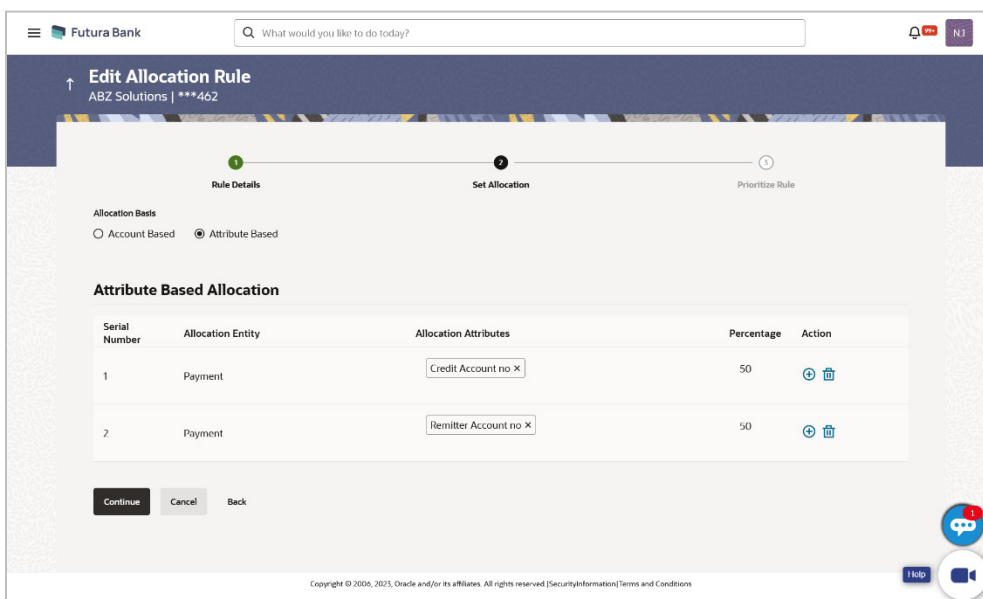 Futura Bank
What would you like to do today?
99+
NJ
Edit Allocation Rule
ABZ Solutions | ***462
1
2
3
Rule Details
Set Allocation
Prioritize Rule
Allocation Basis
Account Based
Attribute Based
Attribute Based Allocation
Serial Number
Allocation Entity
Allocation Attributes
Percentage
Action
1
Payment
Credit Account no ×
50
2
Payment
Remitter Account no ×
50
Continue
Cancel
Back
1
Help
Copyright © 2006, 2023, Oracle and/or its affiliates. All rights reserved.|SecurityInformation|Terms and Conditions